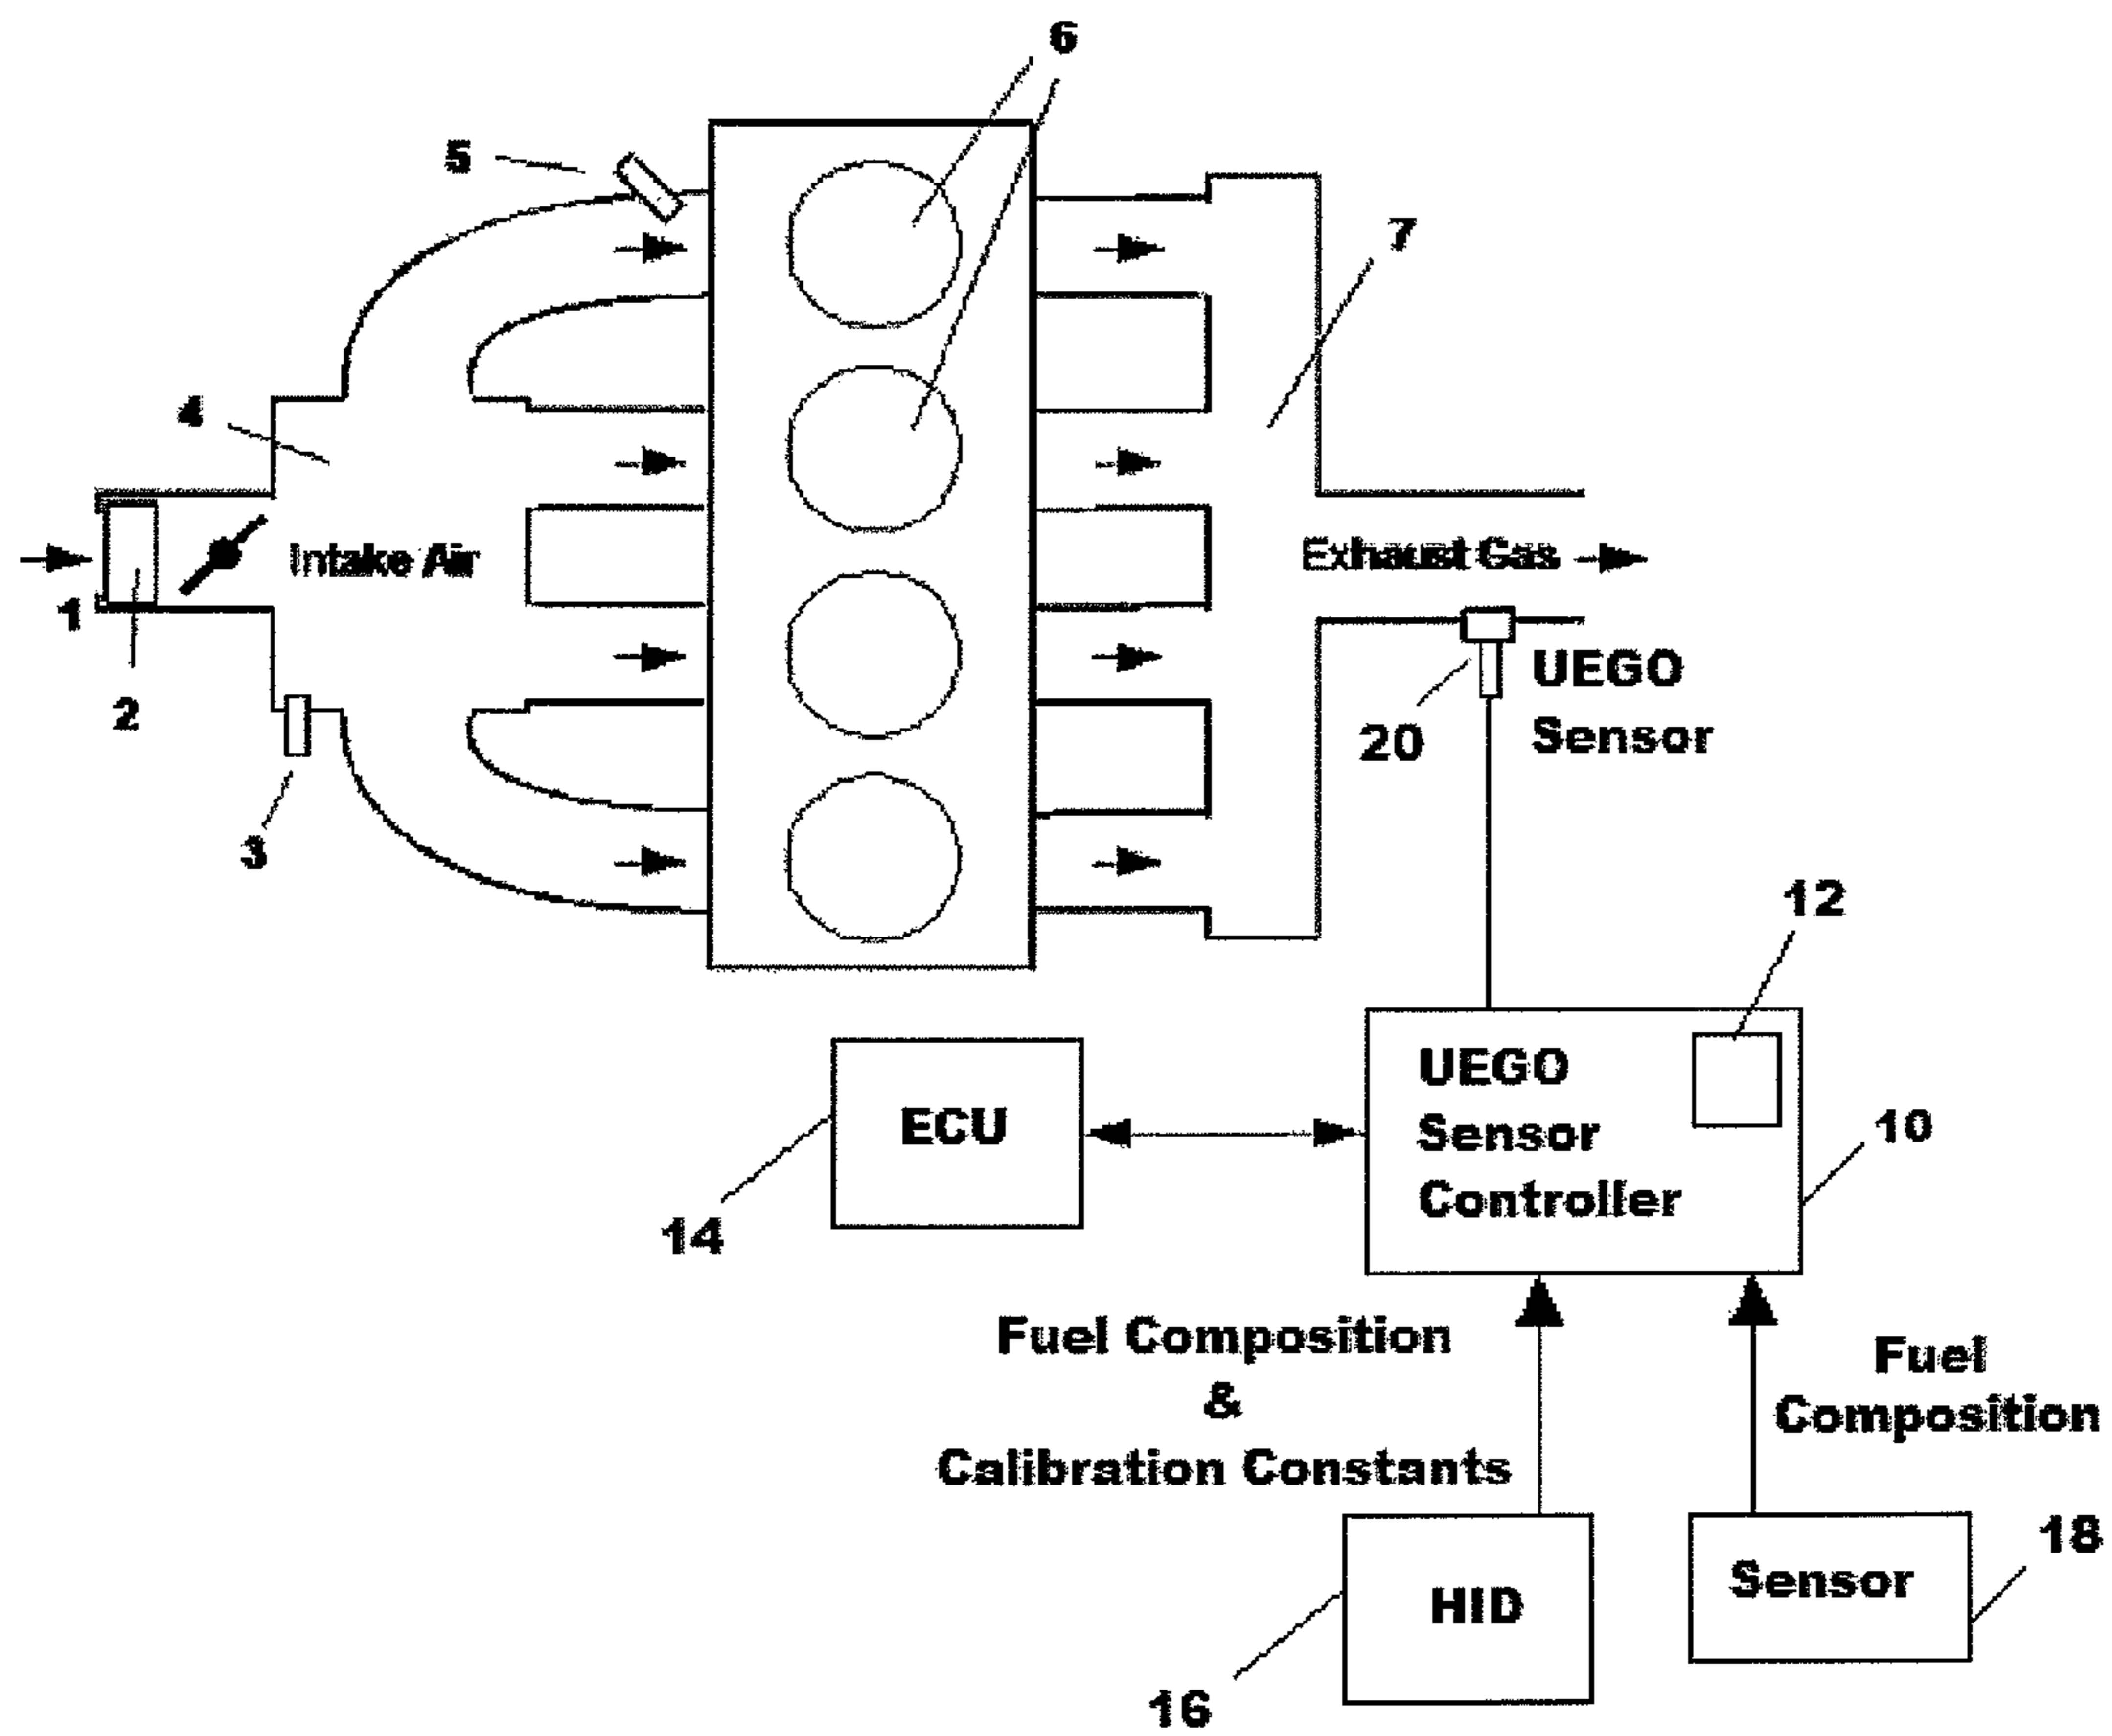 6
5
7
4
Intake Air
Exhaust Gas
1
2
UEGO
Sensor
20
3
12
UEGO
Sensor
Controller
ECU
10
14
Fuel Composition
&
Calibration Constants
Fuel
Composition
18
Sensor
HID
16